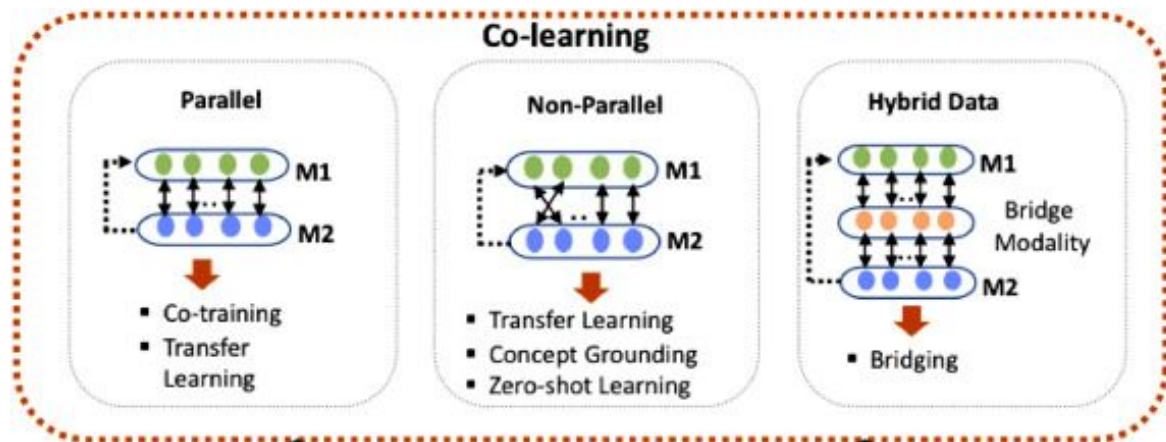 Co-learning
Parallel
M1
M2
▪ Co-training
▪ Transfer
Learning
Non-Parallel
M1
M2
▪ Transfer Learning
▪ Concept Grounding
▪ Zero-shot Learning
Hybrid Data
M1
Bridge
Modality
M2
▪ Bridging